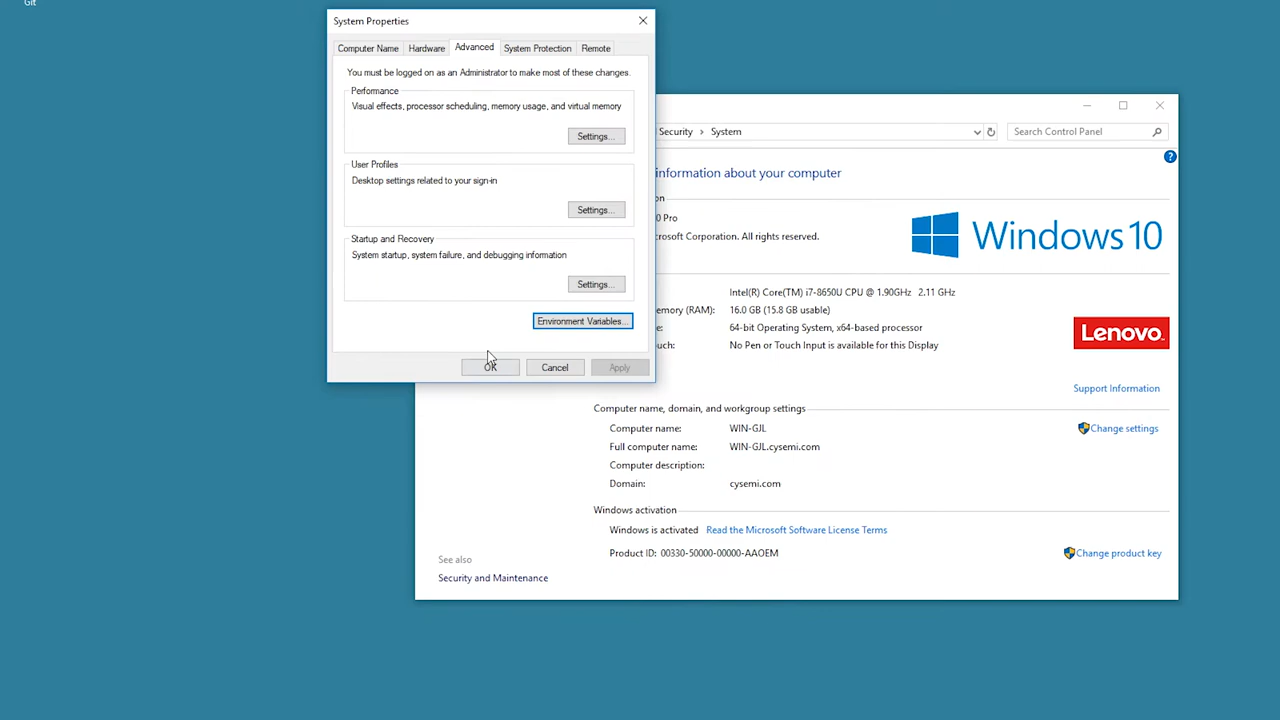 Git
System Properties
Computer Name Hardware Advanced System Protection Remote
You must be logged on as an Administrator to make most of these changes.
Performance
Visual effects, processor scheduling, memory usage, and virtual memory
Settings...
User Profiles
Desktop settings related to your sign-in
Settings...
Startup and Recovery
System startup, system failure, and debugging information
Settings...
Environment Variables...
OK Cancel Apply
Security > System
Search Control Panel
information about your computer
on
0 Pro
rosoft Corporation. All rights reserved.
Windows 10
Intel(R) Core(TM) i7-8650U CPU @ 1.90GHz 2.11 GHz
emory (RAM): 16.0 GB (15.8 GB usable)
e: 64-bit Operating System, x64-based processor
ouch: No Pen or Touch Input is available for this Display
Lenovo
Support Information
Computer name, domain, and workgroup settings
Computer name: WIN-GJL
Change settings
Full computer name: WIN-GJL.cysemi.com
Computer description:
Domain: cysemi.com
Windows activation
Windows is activated Read the Microsoft Software License Terms
Product ID: 00330-50000-00000-AAOEM
Change product key
See also
Security and Maintenance